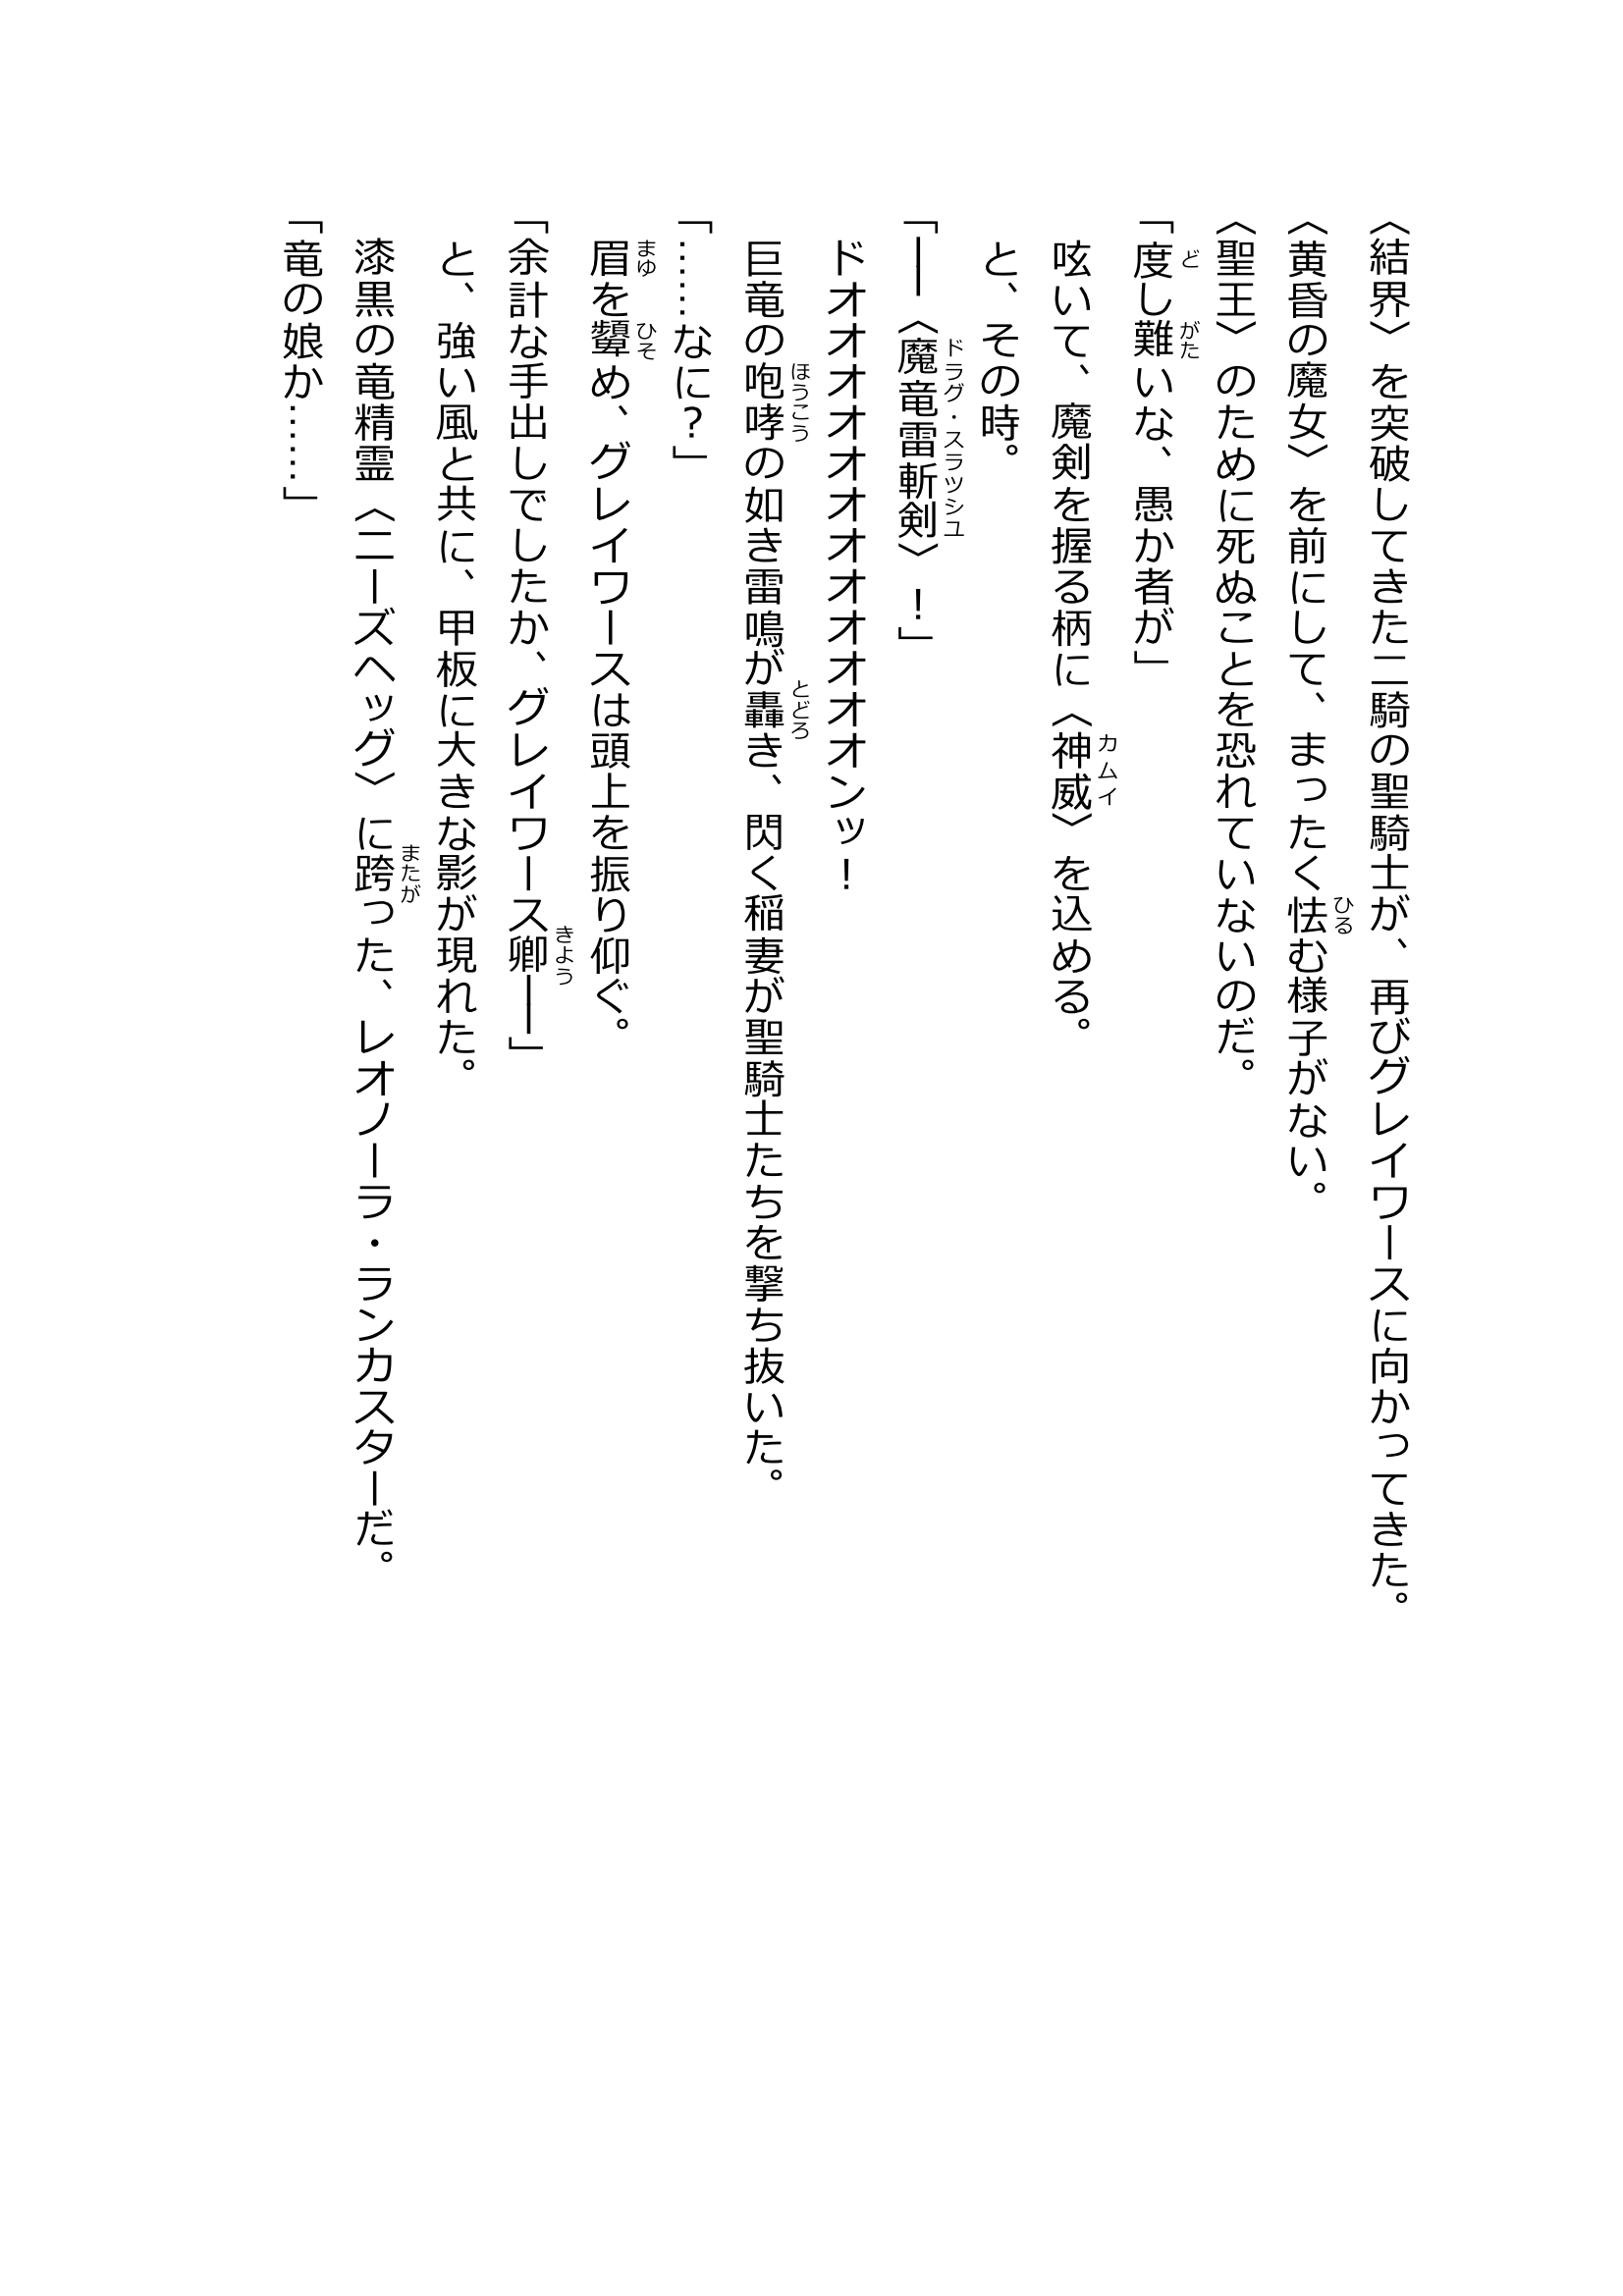 〈結界〉を突破してきた二騎の聖騎士が、再びグレイワースに向かってきた。
〈黄昏の魔女〉を前にして、まったく怯む様子がない。
〈聖王〉のために死ぬことを恐れていないのだ。
「度し難いな、愚か者が」
呟いて、魔剣を握る柄に〈神威〉を込める。
と、その時。
「――〈魔竜雷斬剣〉！」
ドオオオオオオオオオオオオンッ！
巨竜の咆哮の如き雷鳴が轟き、閃く稲妻が聖騎士たちを撃ち抜いた。
「……なに？」
眉を顰め、グレイワースは頭上を振り仰ぐ。
「余計な手出しでしたか、グレイワース卿――」
と、強い風と共に、甲板に大きな影が現れた。
漆黒の竜精霊〈ニーズヘッグ〉に跨った、レオノーラ・ランカスターだ。
「竜の娘か……」